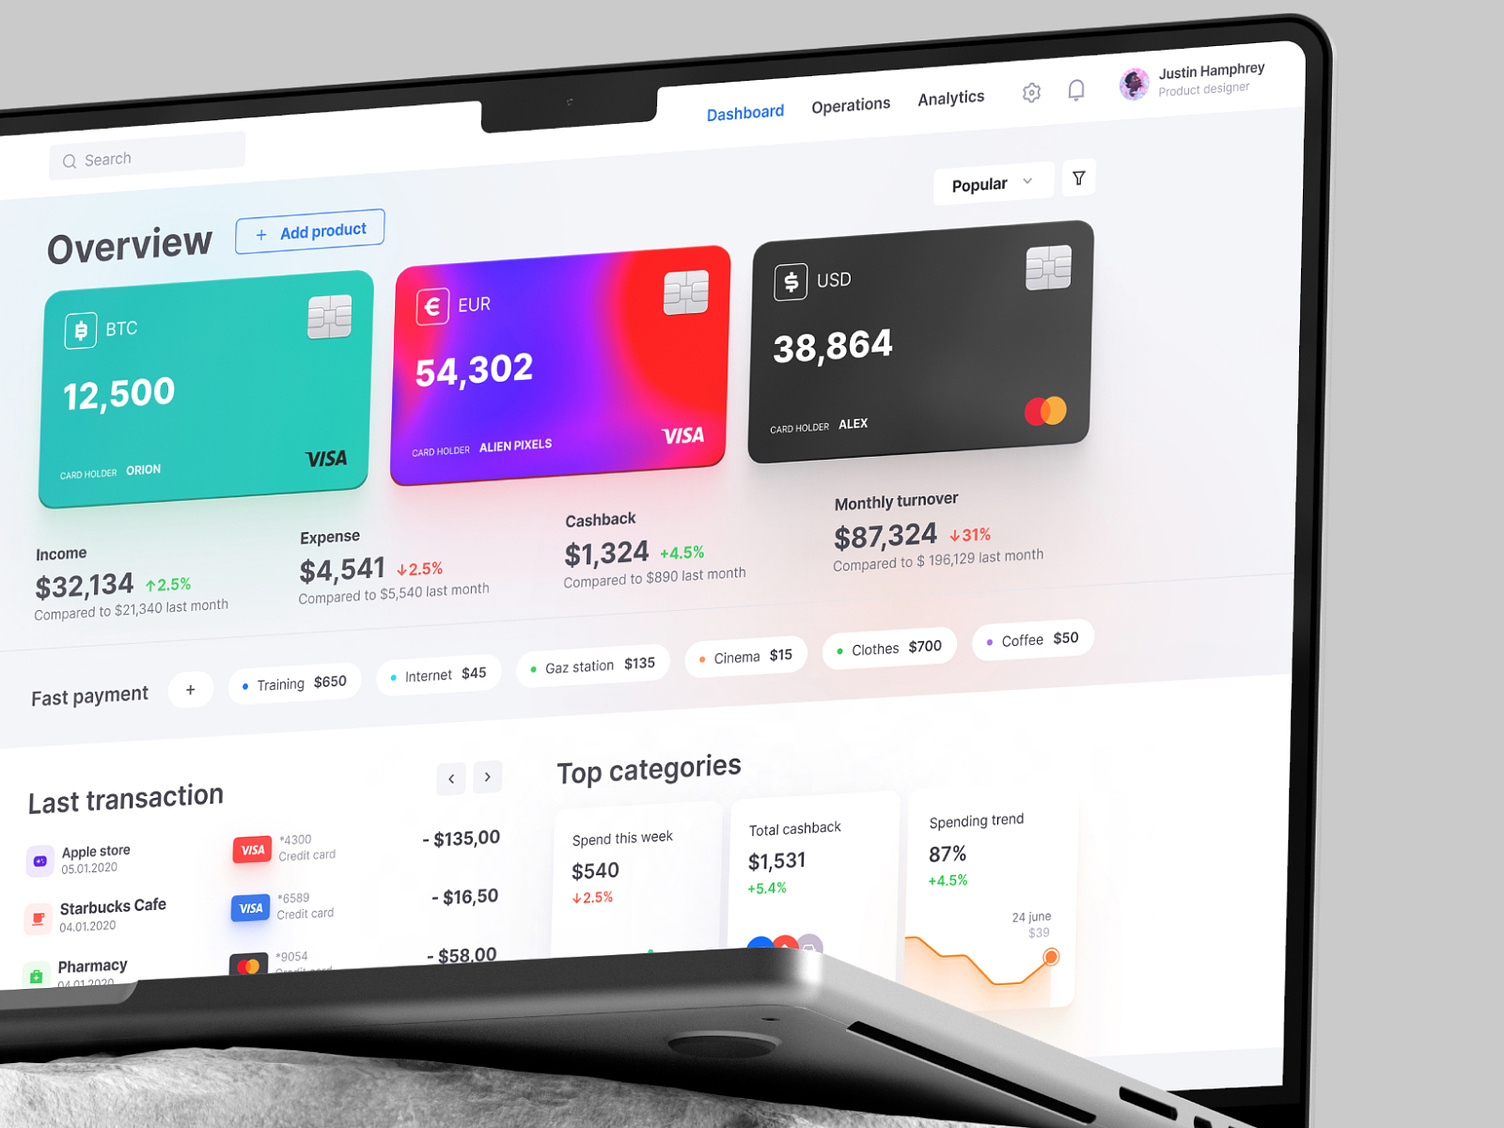 Search
Dashboard Operations Analytics
Justin Hamphrey
Product designer
Overview
+ Add product
Popular
BTC
12,500
CARD HOLDER ORION
VISA
€ EUR
54,302
CARD HOLDER ALIEN PIXELS
VISA
$ USD
38,864
CARD HOLDER ALEX
Income
$32,134 ↑2.5%
Compared to $21,340 last month
Expense
$4,541 ↓2.5%
Compared to $5,540 last month
Cashback
$1,324 +4.5%
Compared to $890 last month
Monthly turnover
$87,324 ↓31%
Compared to $ 196,129 last month
Fast payment
+
Training $650
Internet $45
Gaz station $135
Cinema $15
Clothes $700
Coffee $50
Last transaction
< >
Apple store
05.01.2020
VISA
*4300
Credit card
- $135,00
Starbucks Cafe
04.01.2020
VISA
*6589
Credit card
- $16,50
Pharmacy
04.01.2020
*9054
Credit card
- $58,00
Top categories
Spend this week
$540
↓2.5%
Total cashback
$1,531
+5.4%
Spending trend
87%
+4.5%
24 june
$39